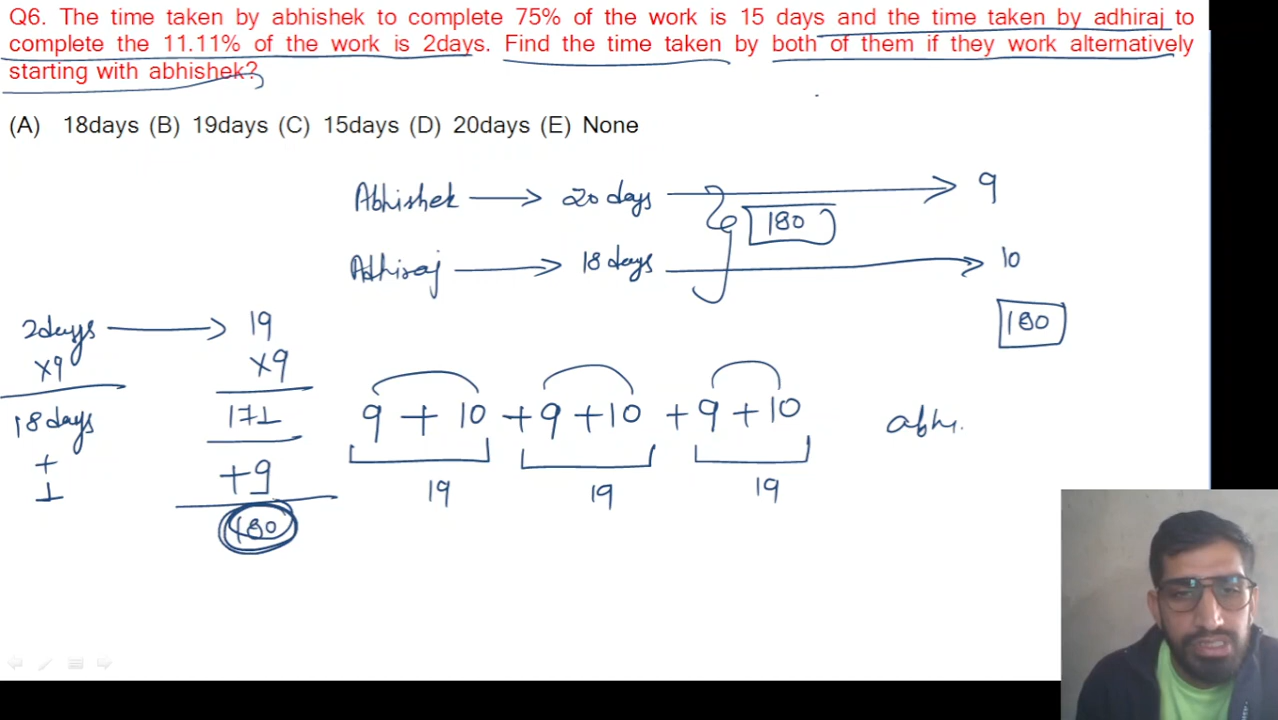 Q6. The time taken by abhishek to complete 75% of the work is 15 days and the time taken by adhiraj to
complete the 11.11% of the work is 2days. Find the time taken by both of them if they work alternatively
starting with abhishek?
(A) 18days (B) 19days (C) 15days (D) 20days (E) None
Abhishek → 20 days → 9
180
Adhiraj → 18 days → 10
180
2days → 19
×9 ×9
18 days 171
+ +9
1 180
9 + 10 + 9 + 10 + 9 + 10 abhi
19 19 19